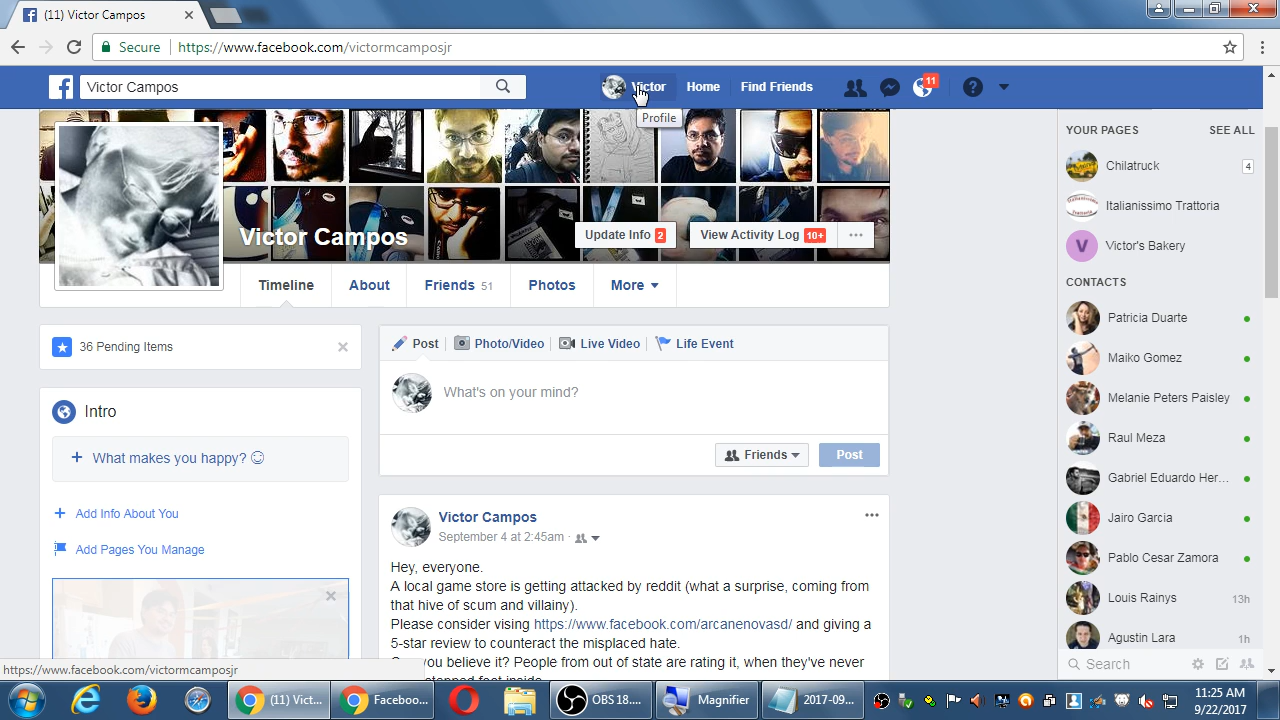 (11) Victor Campos
Secure https://www.facebook.com/victormcamposjr
Victor Campos
Victor
Home
Find Friends
11
Profile
Victor Campos
Update Info 2
View Activity Log 10+
Timeline
About
Friends 51
Photos
More
36 Pending Items
Intro
+ What makes you happy?
+ Add Info About You
Add Pages You Manage
Post
Photo/Video
Live Video
Life Event
What's on your mind?
Friends
Post
Victor Campos
September 4 at 2:45am ·
Hey, everyone.
A local game store is getting attacked by reddit (what a surprise, coming from
that hive of scum and villainy).
Please consider vising https://www.facebook.com/arcanenovasd/ and giving a
5-star review to counteract the misplaced hate.
you believe it? People from out of state are rating it, when they've never
foot inside
YOUR PAGES
SEE ALL
Chilatruck
4
Italianissimo Trattoria
V
Victor's Bakery
CONTACTS
Patricia Duarte
Maiko Gomez
Melanie Peters Paisley
Raul Meza
Gabriel Eduardo Her...
Jairo Garcia
Pablo Cesar Zamora
Louis Rainys 13h
Agustin Lara 1h
Search
https://www.facebook.com/victormcamposjr
(11) Vict...
Faceboo...
OBS 18....
Magnifier
2017-09...
11:25 AM
9/22/2017